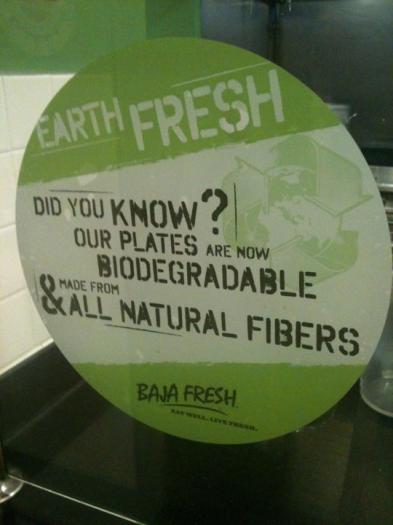 EARTH FRESH
DID YOU KNOW?
OUR PLATES ARE NOW
BIODEGRADABLE
& MADE FROM
ALL NATURAL FIBERS
BAJA FRESH
EAT WELL. LIVE FRESH.